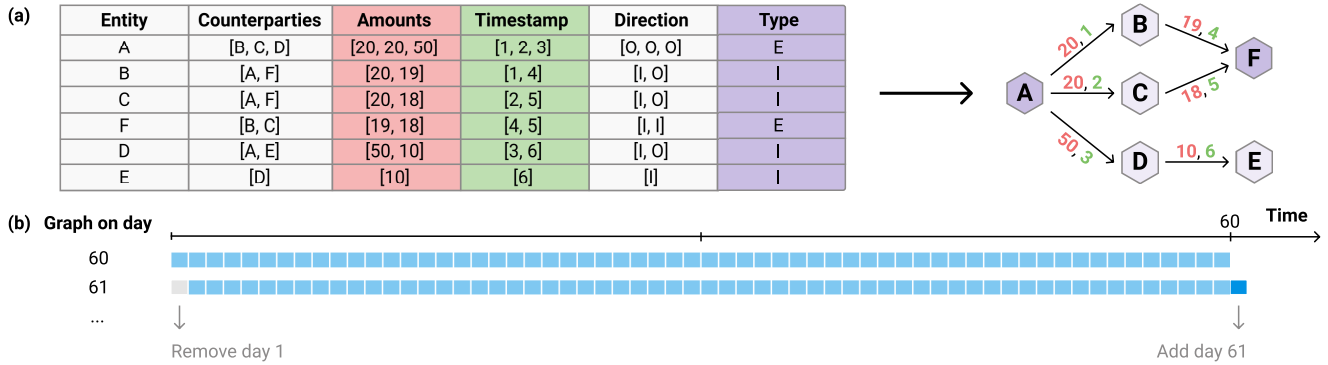 (a)
Entity Counterparties Amounts Timestamp Direction Type
A [B, C, D] [20, 20, 50] [1, 2, 3] [O, O, O] E
B [A, F] [20, 19] [1, 4] [I, O] I
C [A, F] [20, 18] [2, 5] [I, O] I
F [B, C] [19, 18] [4, 5] [I, I] E
D [A, E] [50, 10] [3, 6] [I, O] I
E [D] [10] [6] [I] I
A
B
C
D
F
E
20, 1
20, 2
50, 3
19, 4
18, 5
10, 6
(b) Graph on day
60 Time
60
61
...
Remove day 1 Add day 61